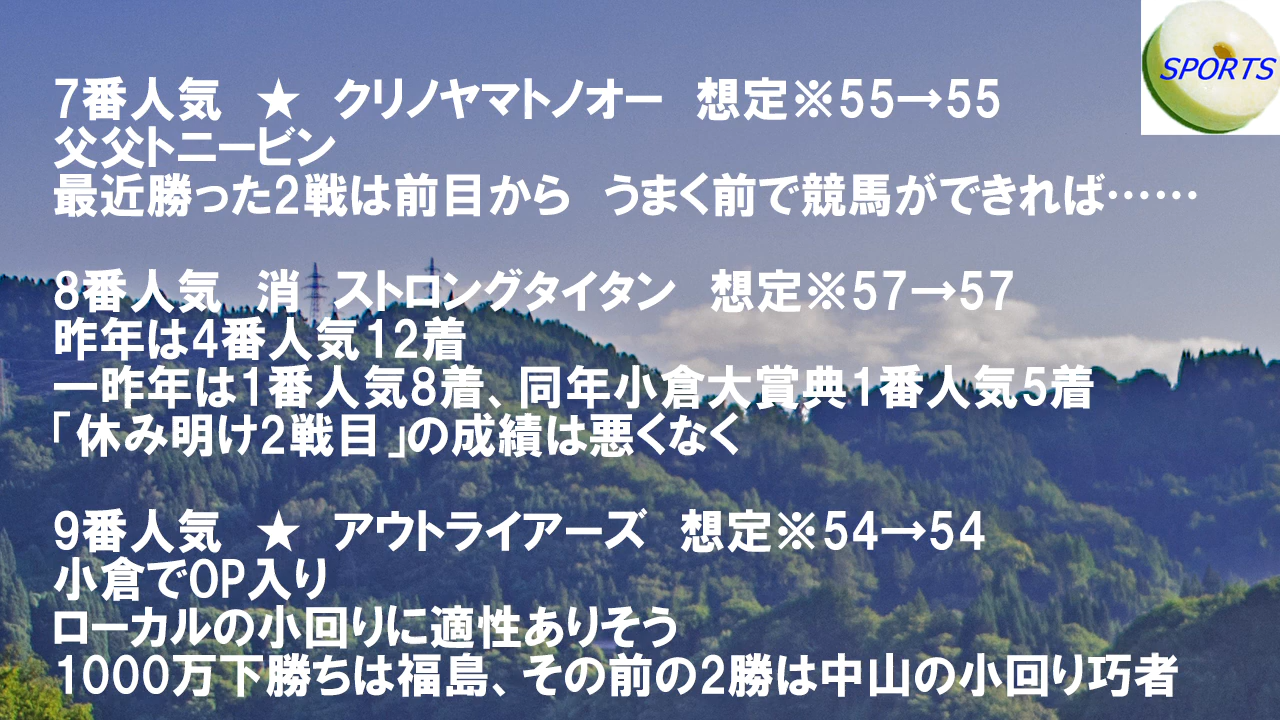 SPORTS
7番人気　★　クリノヤマトノオー　想定※55→55
父父トニービン
最近勝った2戦は前目から　うまく前で競馬ができれば……
8番人気　消　ストロングタイタン　想定※57→57
昨年は4番人気12着
一昨年は1番人気8着、同年小倉大賞典1番人気5着
「休み明け2戦目」の成績は悪くなく
9番人気　★　アウトライアーズ　想定※54→54
小倉でOP入り
ローカルの小回りに適性ありそう
1000万下勝ちは福島、その前の2勝は中山の小回り巧者